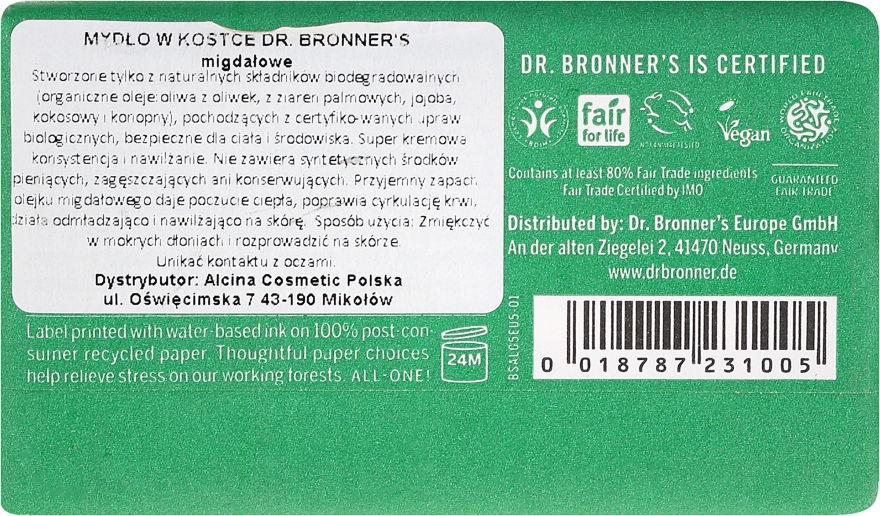 MYDŁO W KOSTCE DR. BRONNER'S
migdałowe
Stworzone tylko z naturalnych składników biodegradowalnych
(organiczne oleje: oliwa z oliwek, z ziaren palmowych, jojoba,
kokosowy i konopny), pochodzących z certyfiko-wanych upraw
biologicznych, bezpieczne dla ciała i środowiska. Super kremowa
konsystencja i nawilżanie. Nie zawiera syntetycznych środków
pieniących, zagęszczających ani konserwujących. Przyjemny zapach
olejku migdałowego daje poczucie ciepła, poprawia cyrkulację krwi,
działa odmładzająco i nawilżająco na skórę. Sposób użycia: Zmiękczyć
w mokrych dłoniach i rozprowadzić na skórze.
Unikać kontaktu z oczami.
Dystrybutor: Alcina Cosmetic Polska
ul. Oświęcimska 7 43-190 Mikołów
Label printed with water-based ink on 100% post-con-
sumer recycled paper. Thoughtful paper choices
help relieve stress on our working forests. ALL-ONE!
24M
DR. BRONNER'S IS CERTIFIED
fair
for life
Vegan
Contains at least 80% Fair Trade ingredients
Fair Trade Certified by IMO
GUARANTEED
FAIR TRADE
Distributed by: Dr. Bronner's Europe GmbH
An der alten Ziegelei 2, 41470 Neuss, Germany
www.drbronner.de
BSALOSEU5-01
0 018787 231005